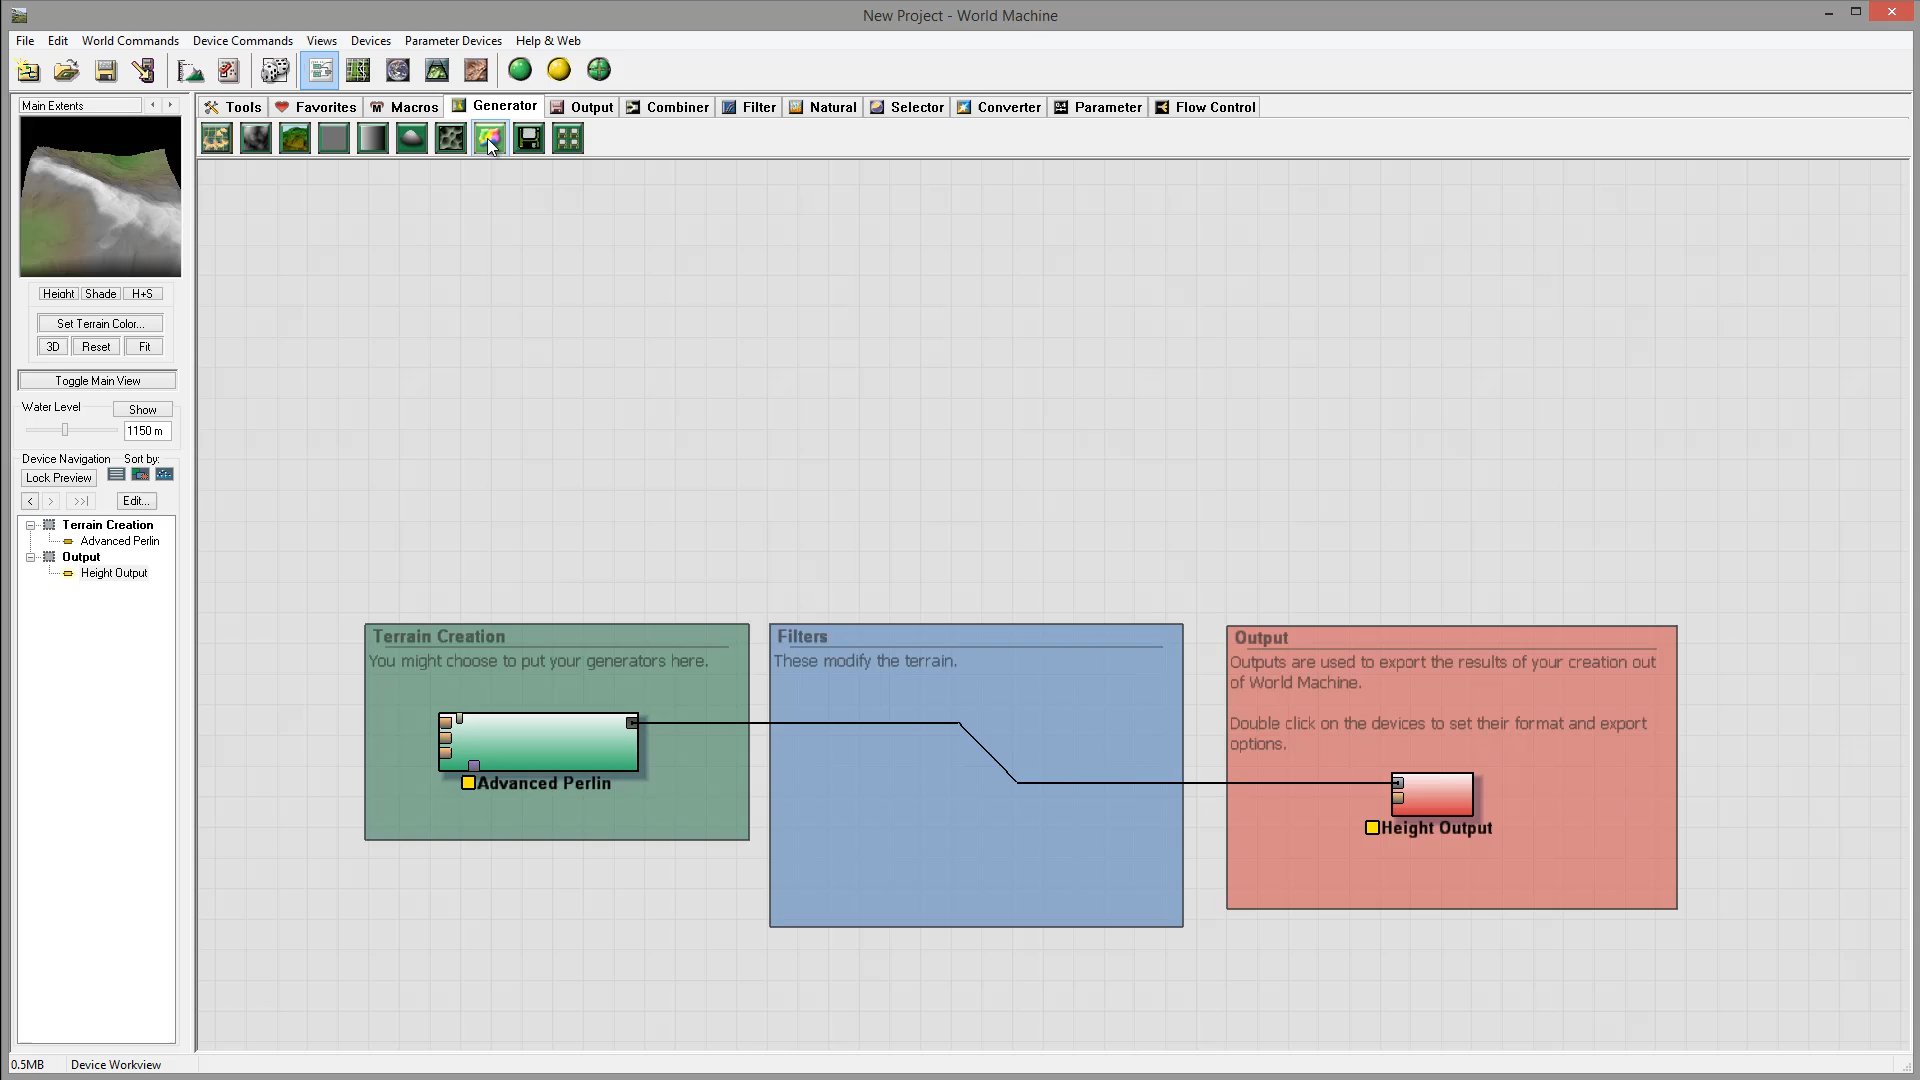 New Project - World Machine
File Edit World Commands Device Commands Views Devices Parameter Devices Help & Web
Main Extents
Tools Favorites Macros Generator Output Combiner Filter Natural Selector Converter Parameter Flow Control
Height Shade H+S
Set Terrain Color...
3D Reset Fit
Toggle Main View
Water Level Show
1150 m
Device Navigation Sort by:
Lock Preview
< > >>| Edit...
Terrain Creation
Advanced Perlin
Output
Height Output
Terrain Creation
You might choose to put your generators here.
Advanced Perlin
Filters
These modify the terrain.
Output
Outputs are used to export the results of your creation out
of World Machine.
Double click on the devices to set their format and export
options.
Height Output
0.5MB Device Workview